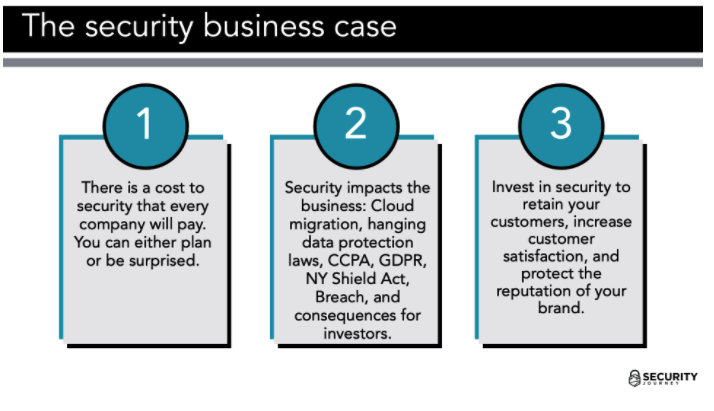 The security business case
1
There is a cost to
security that every
company will pay.
You can either plan
or be surprised.
2
Security impacts the
business: Cloud
migration, hanging
data protection
laws, CCPA, GDPR,
NY Shield Act,
Breach, and
consequences for
investors.
3
Invest in security to
retain your
customers, increase
customer
satisfaction, and
protect the
reputation of your
brand.
SECURITY
JOURNEY